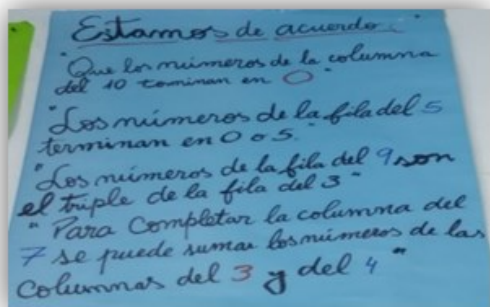 Estamos de acuerdo:
"Que los números de la columna
del 10 terminan en 0"
"Los números de la fila del 5
terminan en 0 o 5."
"Los números de la fila del 9 son
el triple de la fila del 3"
"Para completar la columna del
7 se puede sumar los números de las
columnas del 3 y del 4"